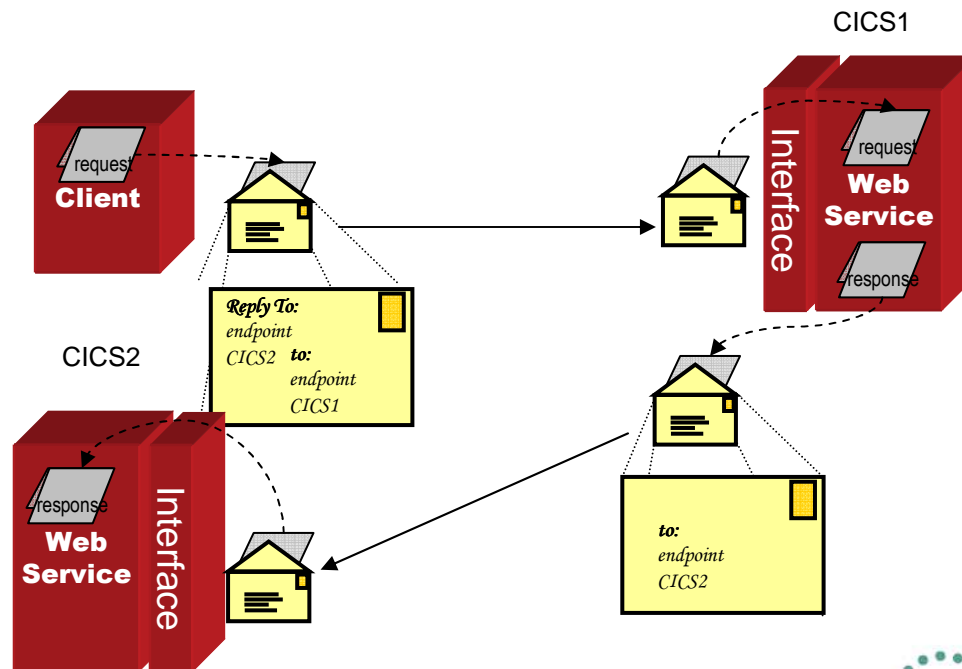 CICS1
request
Client
Interface
request
Web
Service
response
Reply To:
endpoint
CICS2
to:
endpoint
CICS1
CICS2
response
Web
Service
Interface
to:
endpoint
CICS2